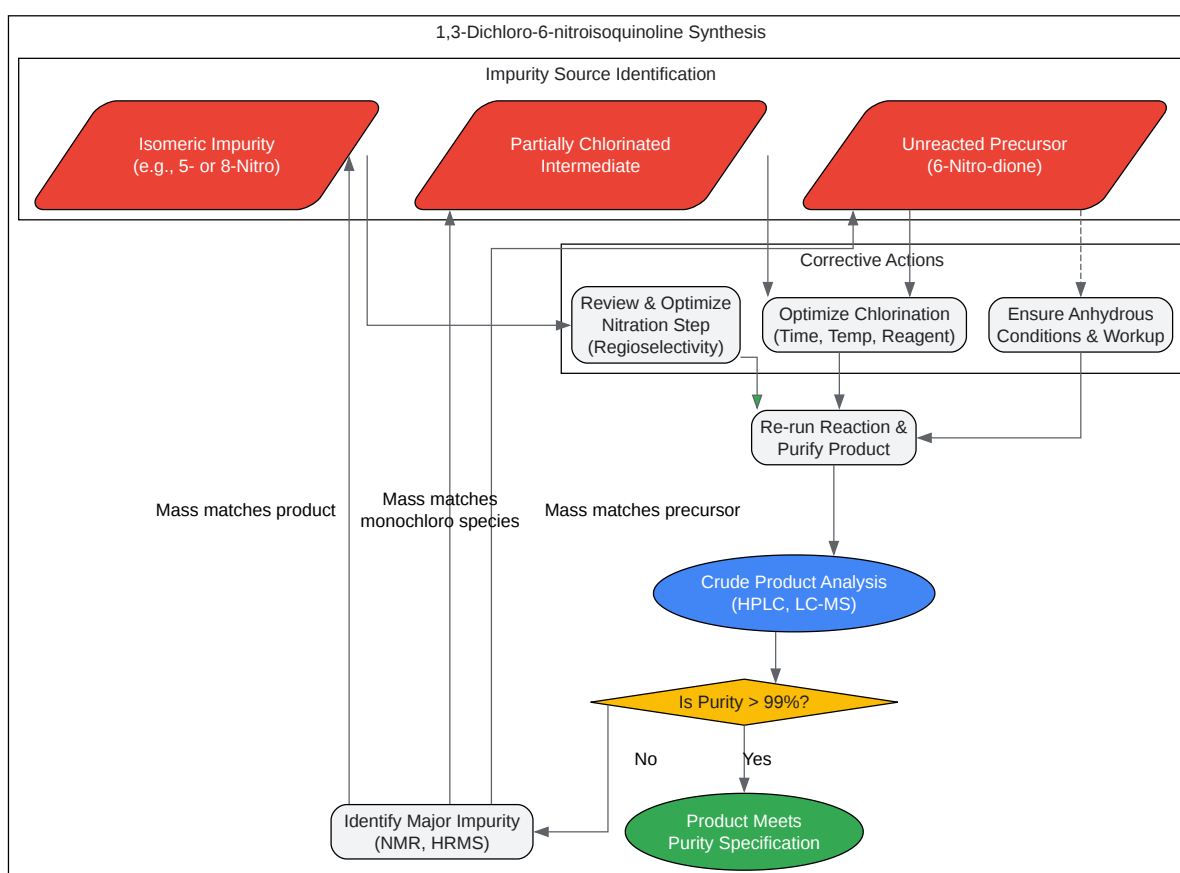 1,3-Dichloro-6-nitroisoquinoline Synthesis
Impurity Source Identification
Isomeric Impurity
(e.g., 5- or 8-Nitro)
Partially Chlorinated
Intermediate
Unreacted Precursor
(6-Nitro-dione)
Corrective Actions
Review & Optimize
Nitration Step
(Regioselectivity)
Optimize Chlorination
(Time, Temp, Reagent)
Ensure Anhydrous
Conditions & Workup
Re-run Reaction &
Purify Product
Mass matches product
Mass matches
monochloro species
Mass matches precursor
Crude Product Analysis
(HPLC, LC-MS)
Is Purity > 99%?
No
Yes
Identify Major Impurity
(NMR, HRMS)
Product Meets
Purity Specification